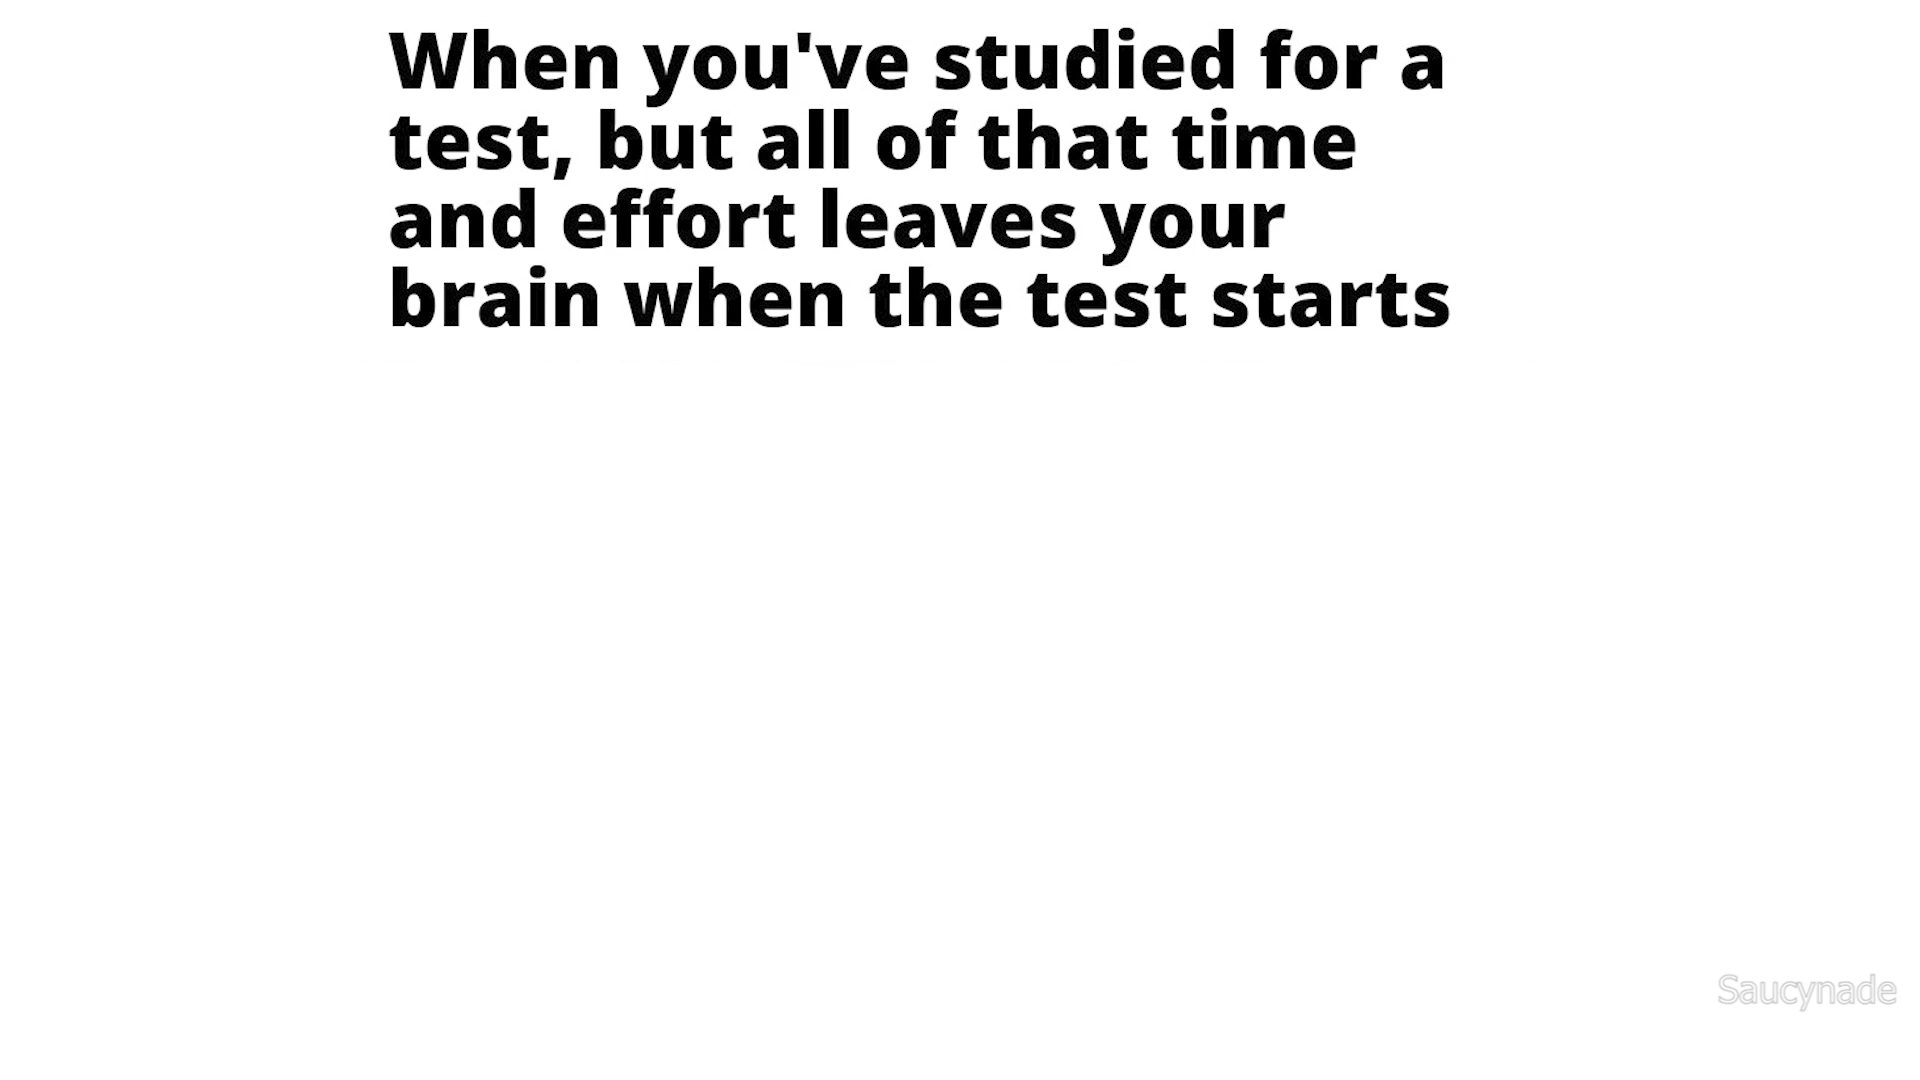 When you've studied for a
test, but all of that time
and effort leaves your
brain when the test starts
Saucynade